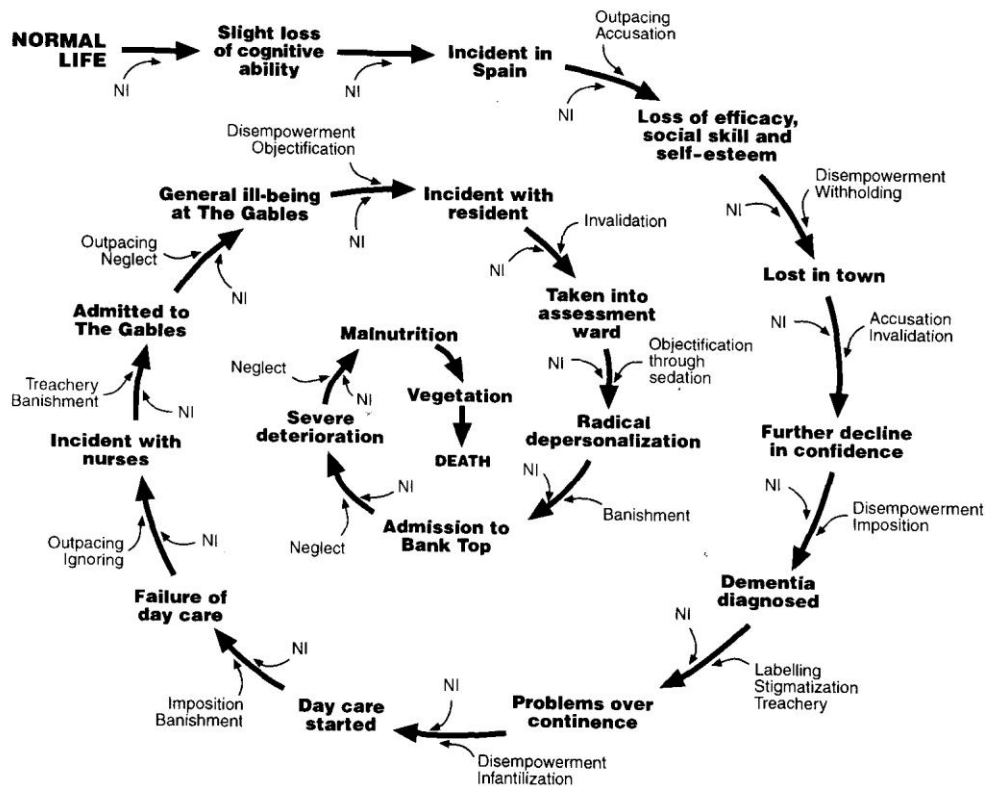 NORMAL
LIFE
NI
Slight loss
of cognitive
ability
NI
Incident in
Spain
Outpacing
Accusation
NI
Loss of efficacy,
social skill and
self-esteem
Disempowerment
Withholding
NI
Lost in town
NI
Accusation
Invalidation
Further decline
in confidence
NI
Disempowerment
Imposition
Dementia
diagnosed
NI
Labelling
Stigmatization
Treachery
Problems over
continence
NI
Disempowerment
Infantilization
Day care
started
NI
Imposition
Banishment
Failure of
day care
Outpacing
Ignoring
NI
Incident with
nurses
Treachery
Banishment
NI
Admitted to
The Gables
Outpacing
Neglect
NI
General ill-being
at The Gables
Disempowerment
Objectification
NI
Incident with
resident
Invalidation
NI
Taken into
assessment
ward
NI
Objectification
through
sedation
Radical
depersonalization
NI
Banishment
Admission to
Bank Top
NI
Neglect
Severe
deterioration
Neglect
NI
Malnutrition
Vegetation
DEATH